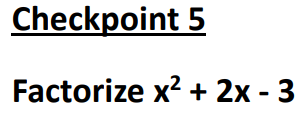 Checkpoint 5
Factorize x² + 2x - 3